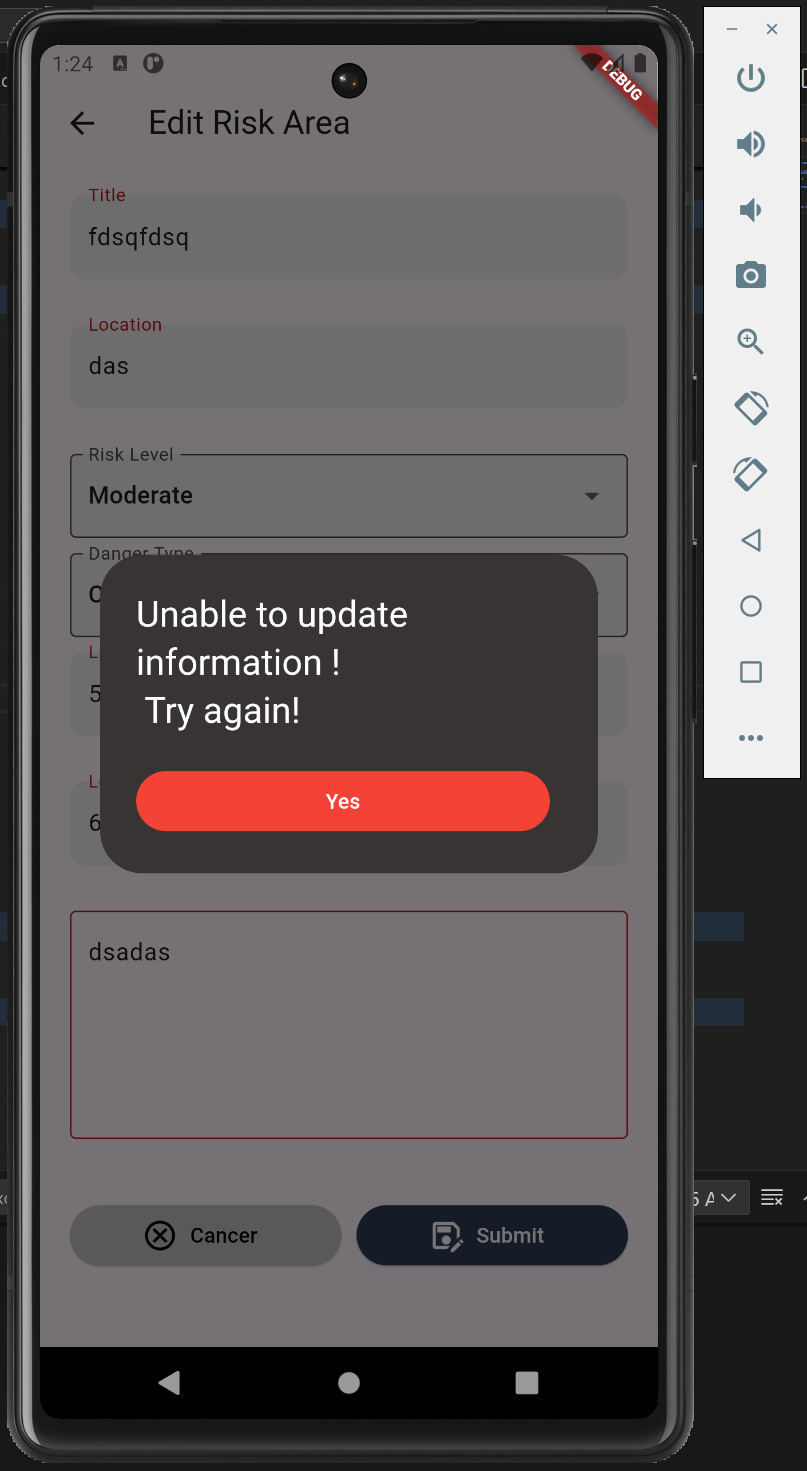 1:24
DEBUG
Edit Risk Area
Title
fdsqfdsq
Location
das
Risk Level
Moderate
Danger Type
Unable to update
information !
Try again!
5
6
Yes
dsadas
Cancer
Submit